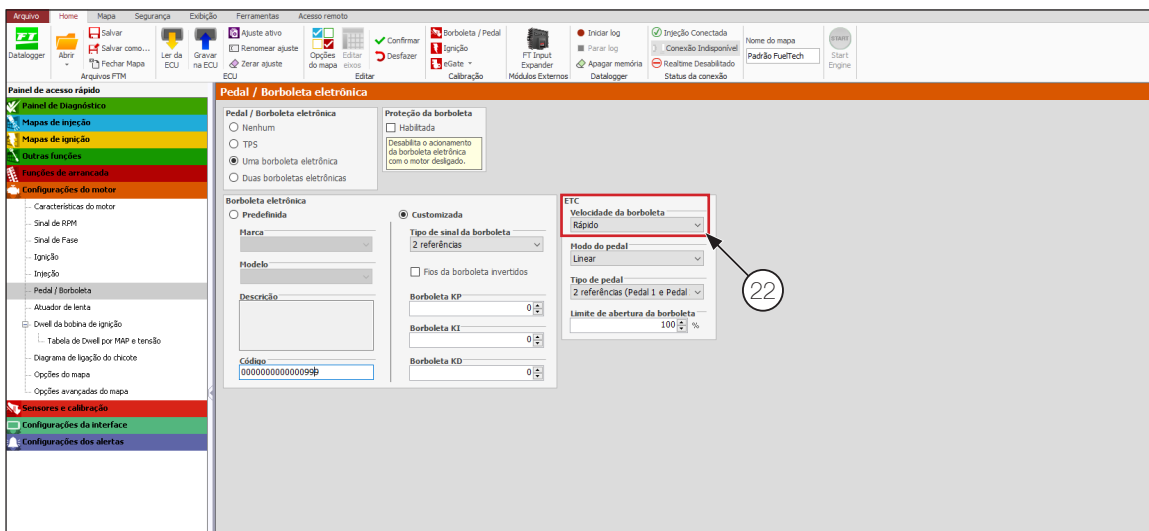 Arquivo Home Mapa Segurança Exibição Ferramentas Acesso remoto
FT
Datalogger
Abrir
Salvar
Salvar como...
Fechar Mapa
Arquivos FTM
Ler da
ECU
Gravar
na ECU
Ajuste ativo
Renomear ajuste
Zerar ajuste
ECU
Opções
do mapa
Editar
eixos
Confirmar
Desfazer
Editar
Borboleta / Pedal
Ignição
eGate
Calibração
FT Input
Expander
Módulos Externos
Iniciar log
Parar log
Apagar memória
Datalogger
Injeção Conectada
Conexão Indisponível
Realtime Desabilitado
Status da conexão
Nome do mapa
Padrão FuelTech
START
Start
Engine
Painel de acesso rápido
Painel de Diagnóstico
Mapas de injeção
Mapas de ignição
Outras funções
Funções de arrancada
Configurações do motor
Características do motor
Sinal de RPM
Sinal de Fase
Ignição
Injeção
Pedal / Borboleta
Atuador de lenta
Dwell da bobina de ignição
Tabela de Dwell por MAP e tensão
Diagrama de ligação do chicote
Opções do mapa
Opções avançadas do mapa
Sensores e calibração
Configurações da interface
Configurações dos alertas
Pedal / Borboleta eletrônica
Pedal / Borboleta eletrônica
Nenhum
TPS
Uma borboleta eletrônica
Duas borboletas eletrônicas
Proteção da borboleta
Habilitada
Desabilita o acionamento
da borboleta eletrônica
com o motor desligado.
Borboleta eletrônica
Predefinida
Marca
Modelo
Descrição
Código
0000000000000999
Customizada
Tipo de sinal da borboleta
2 referências
Fios da borboleta invertidos
Borboleta KP
0
Borboleta KI
0
Borboleta KD
0
ETC
Velocidade da borboleta
Rápido
Modo do pedal
Linear
Tipo de pedal
2 referências (Pedal 1 e Pedal
Limite de abertura da borboleta
100 %
22